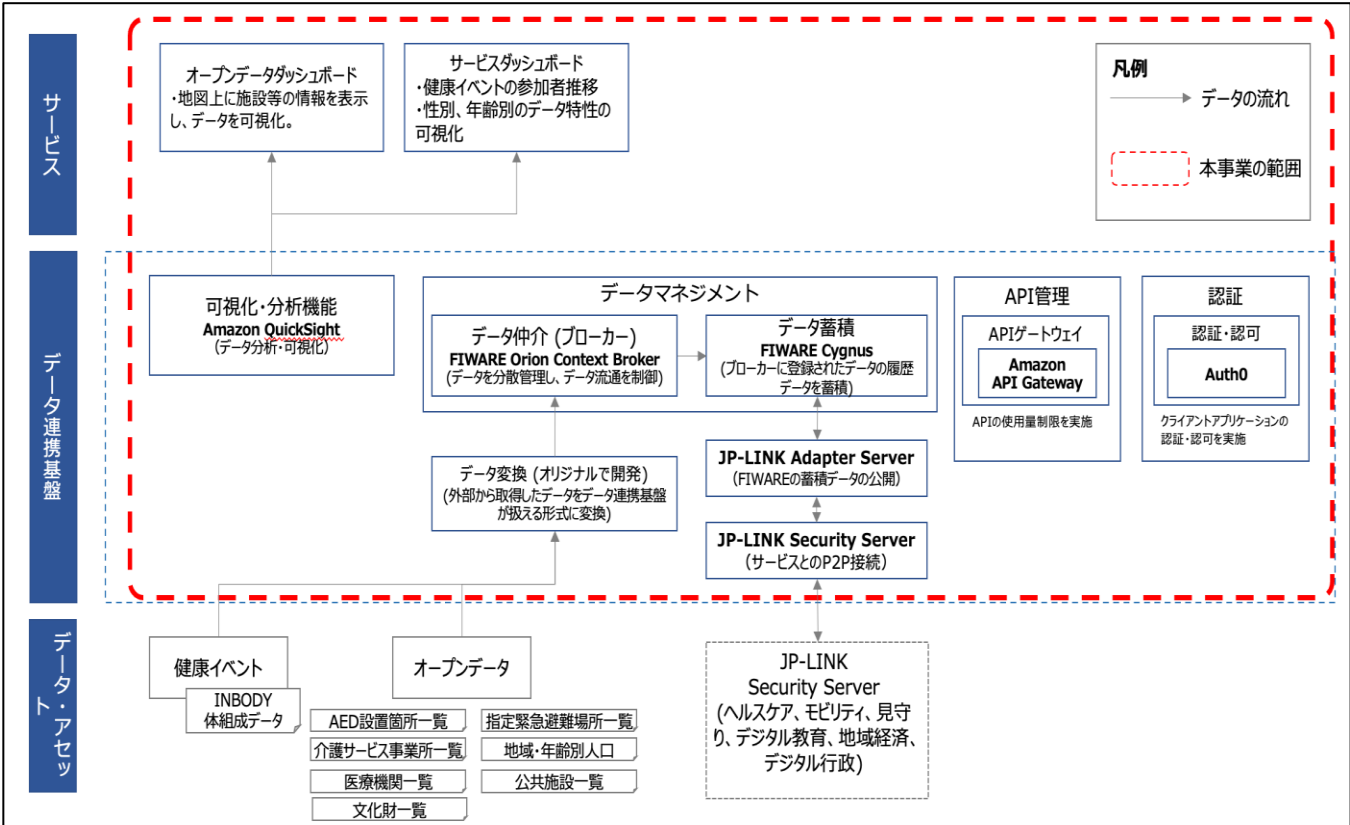 サービス
オープンデータダッシュボード
・地図上に施設等の情報を表示
し、データを可視化。
サービスダッシュボード
・健康イベントの参加者推移
・性別、年齢別のデータ特性の
可視化
凡例
データの流れ
本事業の範囲
データ連携基盤
可視化・分析機能
Amazon QuickSight
(データ分析・可視化)
データマネジメント
データ仲介 (ブローカー)
FIWARE Orion Context Broker
(データを分散管理し、データ流通を制御)
データ蓄積
FIWARE Cygnus
(ブローカーに登録されたデータの履歴
データを蓄積)
API管理
APIゲートウェイ
Amazon
API Gateway
APIの使用量制限を実施
認証
認証・認可
Auth0
クライアントアプリケーションの
認証・認可を実施
データ変換 (オリジナルで開発)
(外部から取得したデータをデータ連携基盤
が扱える形式に変換)
JP-LINK Adapter Server
(FIWAREの蓄積データの公開)
JP-LINK Security Server
(サービスとのP2P接続)
データ・アセッ
ト
健康イベント
INBODY
体組成データ
オープンデータ
AED設置箇所一覧
指定緊急避難場所一覧
介護サービス事業所一覧
地域・年齢別人口
医療機関一覧
公共施設一覧
文化財一覧
JP-LINK
Security Server
(ヘルスケア、モビリティ、見守
り、デジタル教育、地域経済、
デジタル行政)